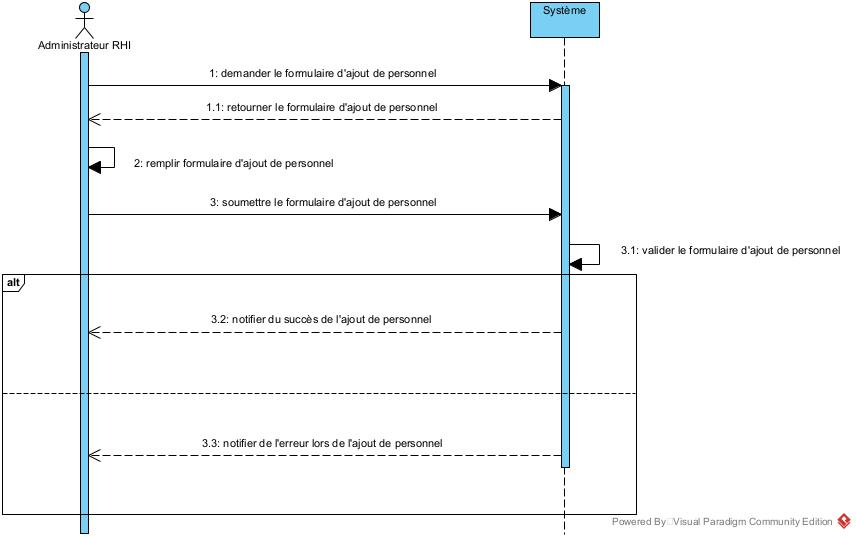 Système
Administrateur RHI
1: demander le formulaire d'ajout de personnel
1.1: retourner le formulaire d'ajout de personnel
2: remplir formulaire d'ajout de personnel
3: soumettre le formulaire d'ajout de personnel
3.1: valider le formulaire d'ajout de personnel
alt
3.2: notifier du succès de l'ajout de personnel
3.3: notifier de l'erreur lors de l'ajout de personnel
Powered By Visual Paradigm Community Edition